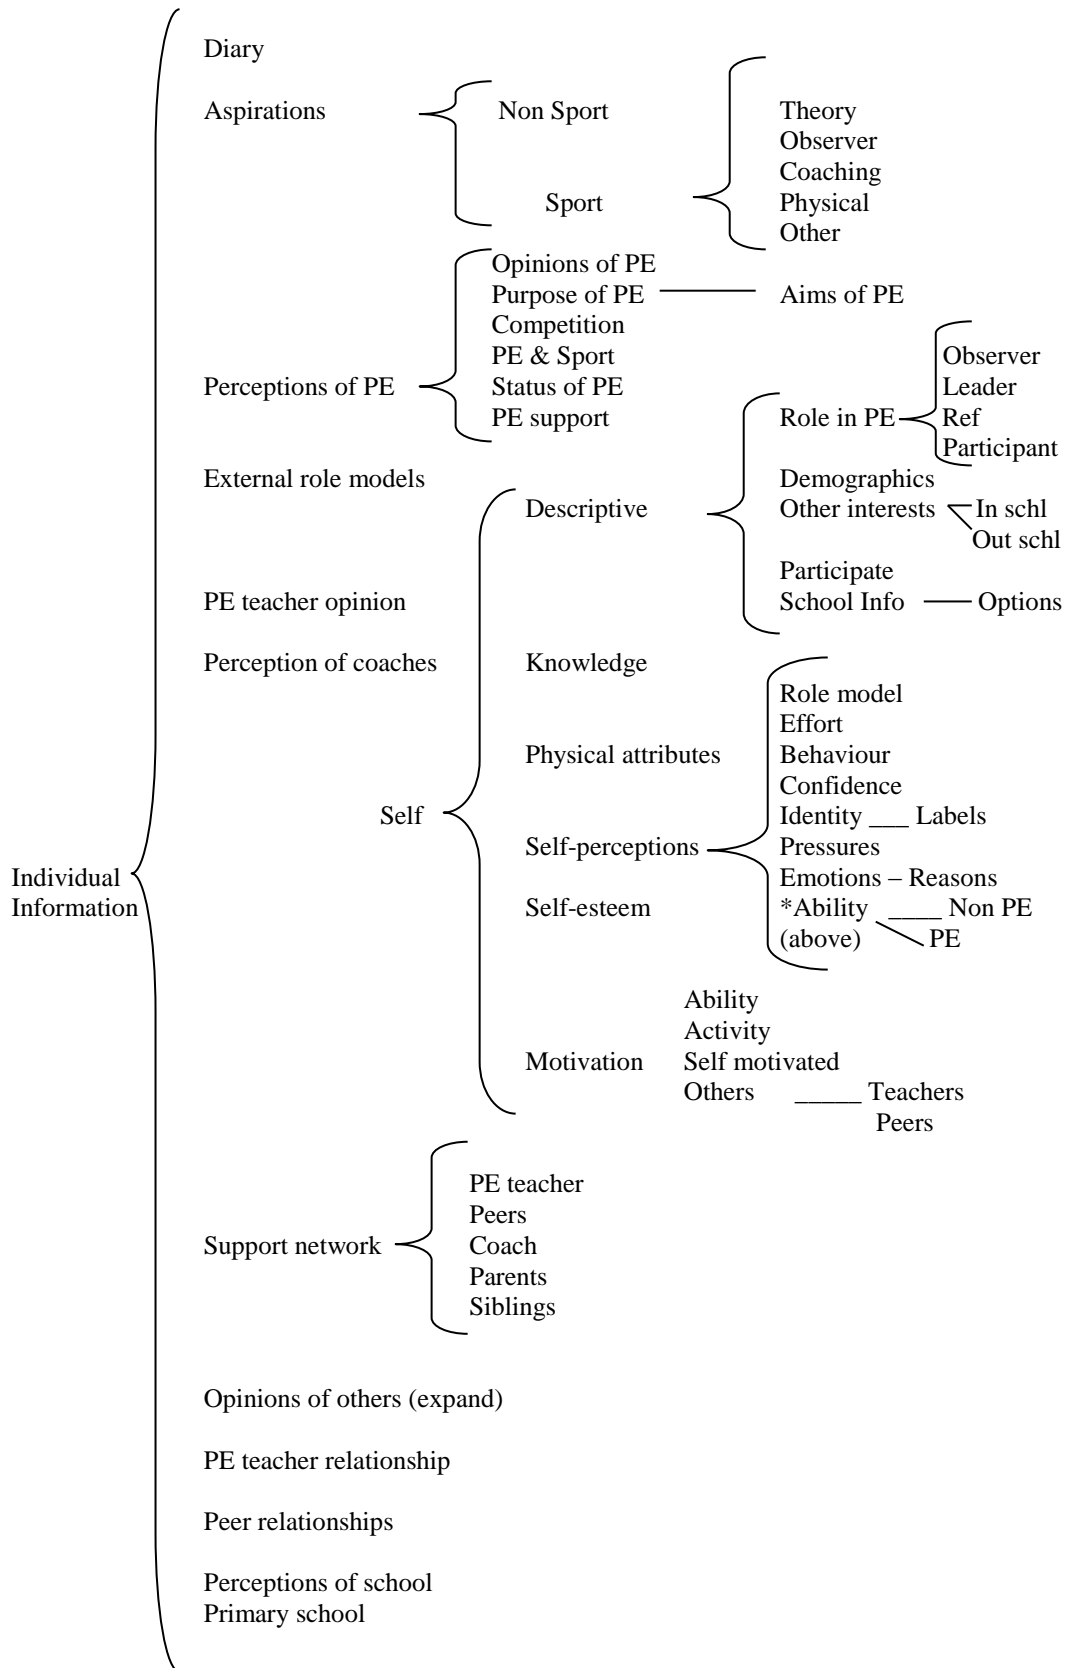 Diary
Aspirations Non Sport Theory
Observer
Coaching
Sport Physical
Other
Opinions of PE
Purpose of PE Aims of PE
Competition
PE & Sport Observer
Perceptions of PE Status of PE Leader
PE support Role in PE Ref
Participant
External role models Demographics
Descriptive Other interests In schl
Out schl
Participate
PE teacher opinion School Info Options
Perception of coaches Knowledge
Role model
Effort
Physical attributes Behaviour
Confidence
Self Identity ___ Labels
Self-perceptions Pressures
Individual Emotions – Reasons
Information Self-esteem *Ability ____ Non PE
(above) PE
Ability
Activity
Motivation Self motivated
Others _____ Teachers
Peers
PE teacher
Peers
Support network Coach
Parents
Siblings
Opinions of others (expand)
PE teacher relationship
Peer relationships
Perceptions of school
Primary school